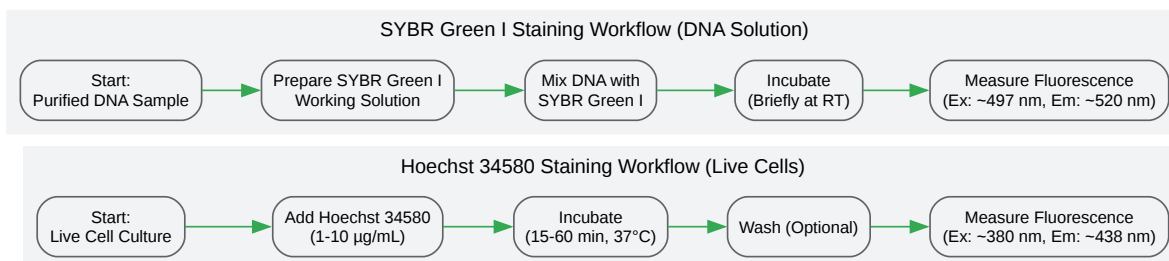 SYBR Green I Staining Workflow (DNA Solution)
Start:
Purified DNA Sample
Prepare SYBR Green I
Working Solution
Mix DNA with
SYBR Green I
Incubate
(Briefly at RT)
Measure Fluorescence
(Ex: ~497 nm, Em: ~520 nm)
Hoechst 34580 Staining Workflow (Live Cells)
Start:
Live Cell Culture
Add Hoechst 34580
(1-10 µg/mL)
Incubate
(15-60 min, 37°C)
Wash (Optional)
Measure Fluorescence
(Ex: ~380 nm, Em: ~438 nm)